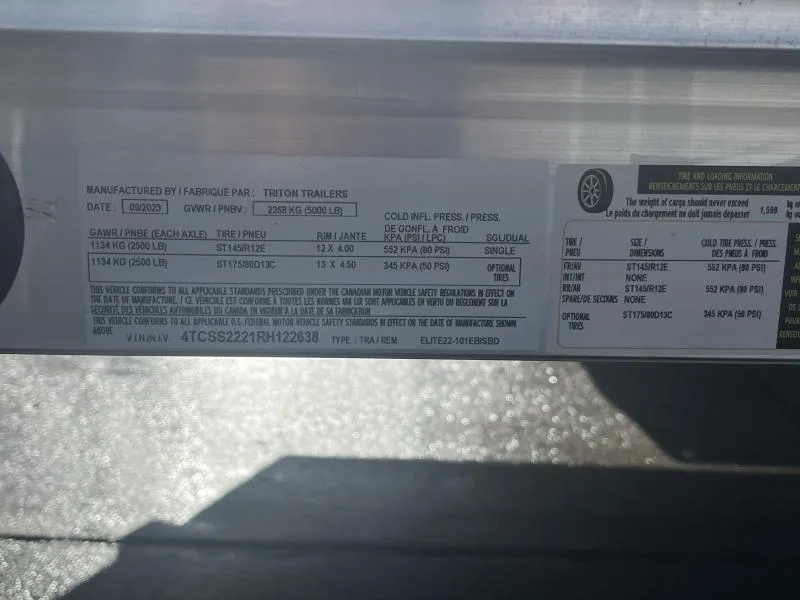 MANUFACTURED BY / FABRIQUE PAR : TRITON TRAILERS
DATE : 09/2023 GVWR / PNBV : 2268 KG (5000 LB)
GAWR / PNBE (EACH AXLE) TIRE / PNEU RIM / JANTE COLD INFL. PRESS. / PRESS. DE GONFL. A FROID KPA (PSI / LPC) SGL/DUAL
1134 KG (2500 LB) ST145/R12E 12 X 4.00 552 KPA (80 PSI) SINGLE
1134 KG (2500 LB) ST175/80D13C 13 X 4.50 345 KPA (50 PSI) OPTIONAL TIRES
THIS VEHICLE CONFORMS TO ALL APPLICABLE STANDARDS PRESCRIBED UNDER THE CANADIAN MOTOR VEHICLE SAFETY REGULATIONS IN EFFECT ON
THE DATE OF MANUFACTURE. / CE VÉHICULE EST CONFORME À TOUTES LES NORMES QUI LUI SONT APPLICABLES EN VERTU DU RÈGLEMENT SUR LA
SÉCURITÉ DES VÉHICULES AUTOMOBILES DU CANADA EN VIGUEUR À LA DATE DE SA FABRICATION
THIS VEHICLE CONFORMS TO ALL APPLICABLE U.S. FEDERAL MOTOR VEHICLE SAFETY STANDARDS IN EFFECT ON THE DATE OF MANUFACTURE SHOWN
ABOVE.
V.I.N./N.I.V. 4TCSS2221RH122638 TYPE : TRA / REM ELITE22-101EB/SBD
TIRE AND LOADING INFORMATION
RENSEIGNEMENTS SUR LES PNEUS ET LE CHARGEMENT
The weight of cargo should never exceed
Le poids du chargement ne doit jamais dépasser 1,599 kg
TIRE / PNEU SIZE / DIMENSIONS COLD TIRE PRESS. / PRESS. DES PNEUS À FROID
FR/AV ST145/R12E 552 KPA (80 PSI)
INT/INT NONE
RR/AR ST145/R12E 552 KPA (80 PSI)
SPARE/DE SECOURS NONE
OPTIONAL TIRES ST175/80D13C 345 KPA (50 PSI)